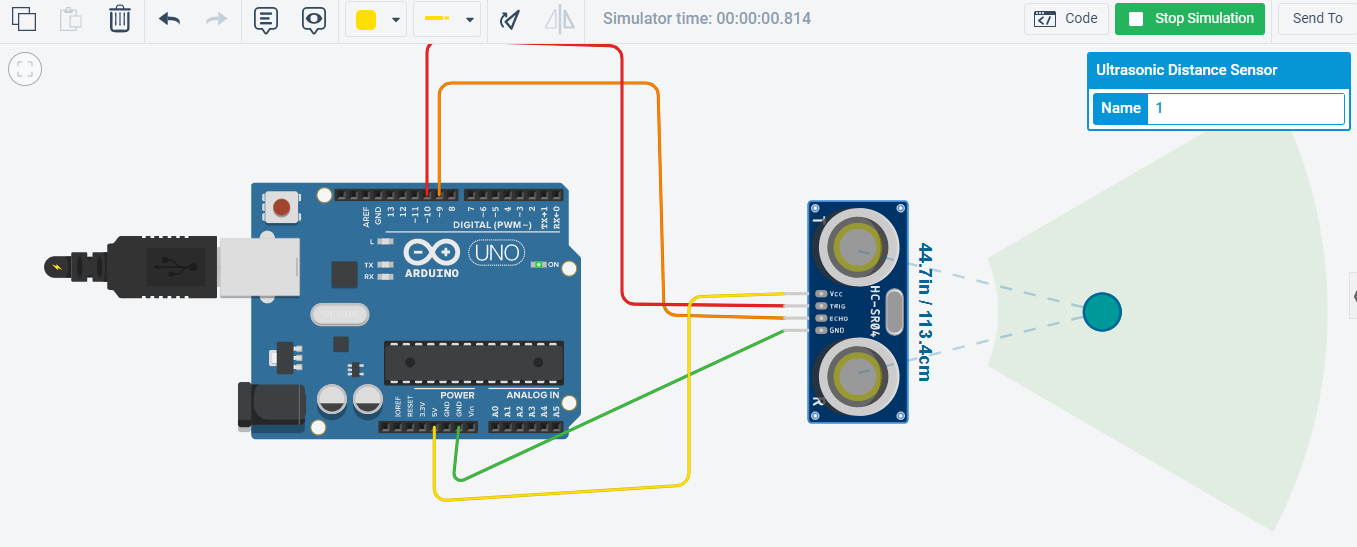 Simulator time: 00:00:00.814
Code
Stop Simulation
Send To
Ultrasonic Distance Sensor
Name 1
AREF
GND
13
12
~11
~10
~9
8
7
~6
~5
4
~3
2
TX→1
RX←0
DIGITAL (PWM~)
L
TX
RX
ARDUINO
UNO
ON
IOREF
RESET
3.3V
5V
GND
GND
Vin
POWER
ANALOG IN
A0
A1
A2
A3
A4
A5
T
VCC
TRIG
ECHO
GND
HC-SR04
R
44.7in / 113.4cm